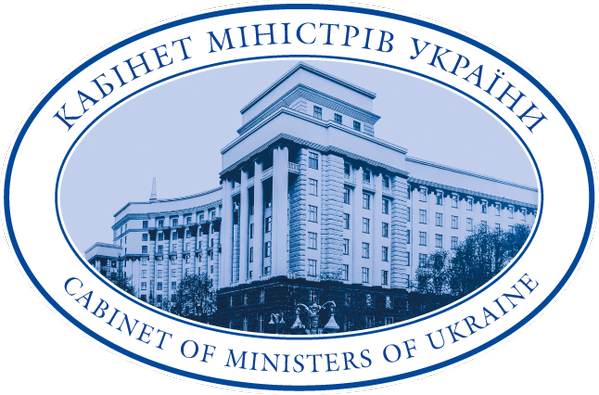 КАБІНЕТ МІНІСТРІВ УКРАЇНИ
CABINET OF MINISTERS OF UKRAINE